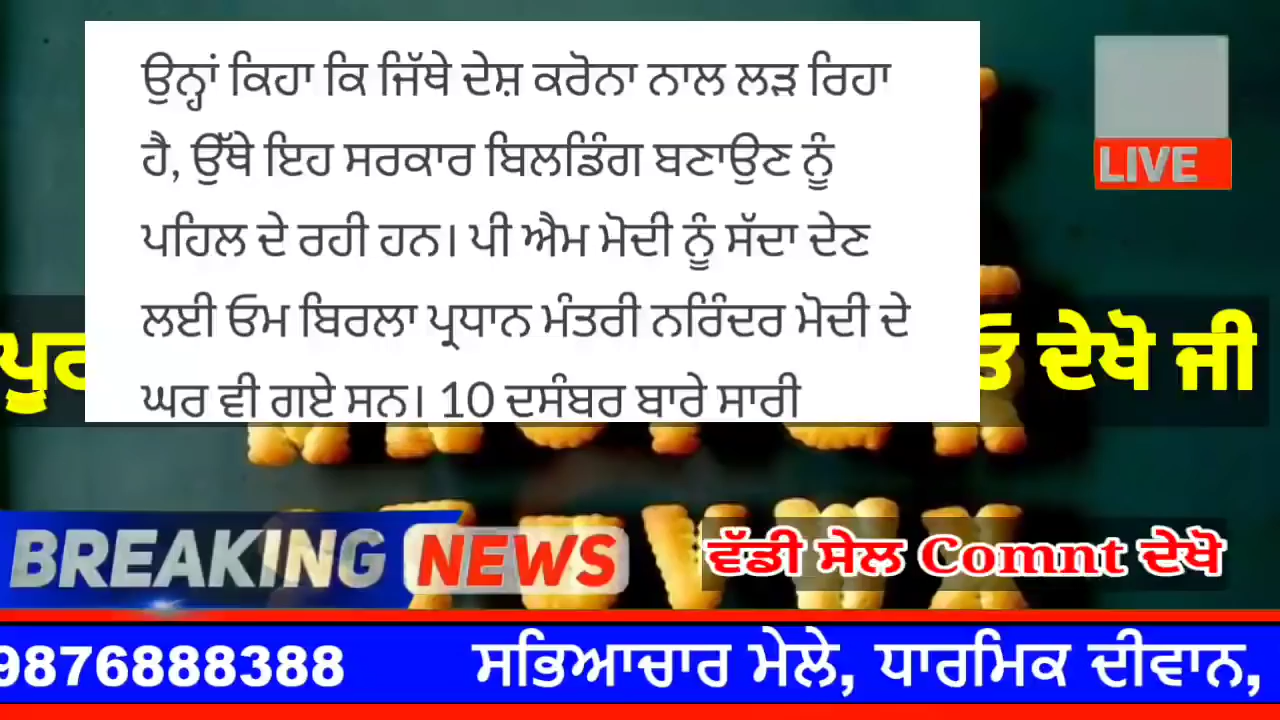 ਉਨ੍ਹਾਂ ਕਿਹਾ ਕਿ ਜਿੱਥੇ ਦੇਸ਼ ਕਰੋਨਾ ਨਾਲ ਲੜ ਰਿਹਾ
ਹੈ, ਉੱਥੇ ਇਹ ਸਰਕਾਰ ਬਿਲਡਿੰਗ ਬਣਾਉਣ ਨੂੰ
ਪਹਿਲ ਦੇ ਰਹੀ ਹਨ। ਪੀ ਐਮ ਮੋਦੀ ਨੂੰ ਸੱਦਾ ਦੇਣ
ਲਈ ਓਮ ਬਿਰਲਾ ਪ੍ਰਧਾਨ ਮੰਤਰੀ ਨਰਿੰਦਰ ਮੋਦੀ ਦੇ
ਘਰ ਵੀ ਗਏ ਸਨ। 10 ਦਸੰਬਰ ਬਾਰੇ ਸਾਰੀ
LIVE
ਦੇਖੋ ਜੀ
BREAKING NEWS
ਵੱਡੀ ਸੇਲ Comnt ਦੇਖੋ
9876888388 ਸਭਿਆਚਾਰ ਮੇਲੇ, ਧਾਰਮਿਕ ਦੀਵਾਨ,